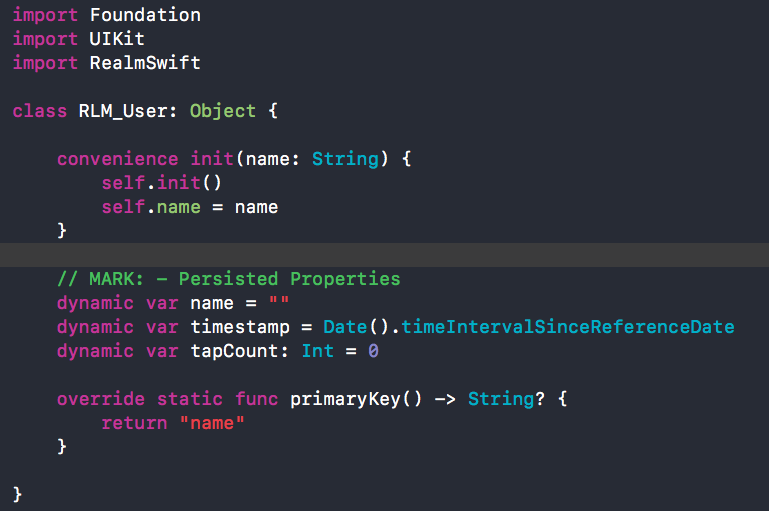 import Foundation
import UIKit
import RealmSwift
class RLM_User: Object {
convenience init(name: String) {
self.init()
self.name = name
}
// MARK: - Persisted Properties
dynamic var name = ""
dynamic var timestamp = Date().timeIntervalSinceReferenceDate
dynamic var tapCount: Int = 0
override static func primaryKey() -> String? {
return "name"
}
}